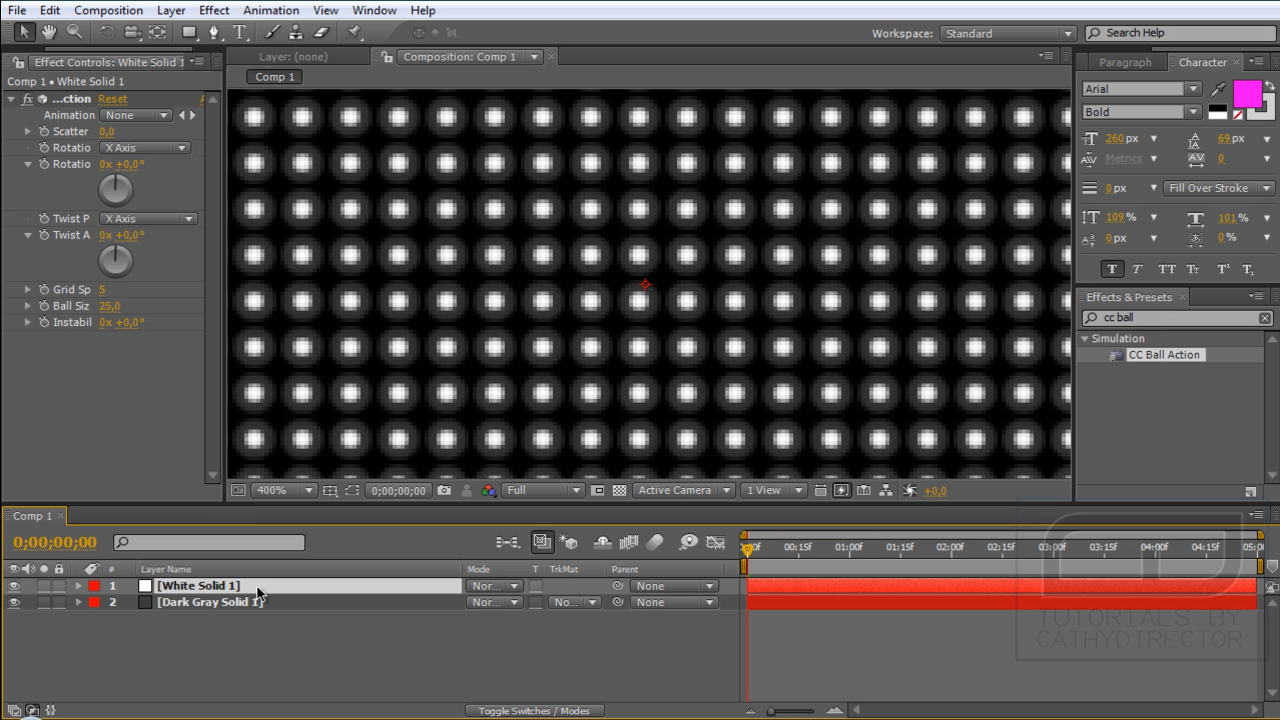 File Edit Composition Layer Effect Animation View Window Help
Workspace: Standard Search Help
Effect Controls: White Solid 1
Layer: (none) Composition: Comp 1
Paragraph Character
Comp 1 • White Solid 1
Comp 1
fx ...ction Reset
Animation None
Scatter 0,0
Rotatio X Axis
Rotatio 0x +0,0°
Twist P X Axis
Twist A 0x +0,0°
Grid Sp 5
Ball Siz 25,0
Instabil 0x +0,0°
Arial
Bold
260 px 69 px
Metrics 0
0 px Fill Over Stroke
109 % 101 %
0 px 0 %
T T TT Tr T¹ T₁
Effects & Presets
cc ball
Simulation
CC Ball Action
400% 0;00;00;00 Full Active Camera 1 View +0,0
Comp 1
0;00;00;00
00:15f 01:00f 01:15f 02:00f 02:15f 03:00f 03:15f 04:00f 04:15f 05:0
# Layer Name Mode T TrkMat Parent
1 [White Solid 1] Nor... None
2 [Dark Gray Solid 1] Nor... No... None
TUTORIALS BY
CATHYDIRECTOR
Toggle Switches / Modes